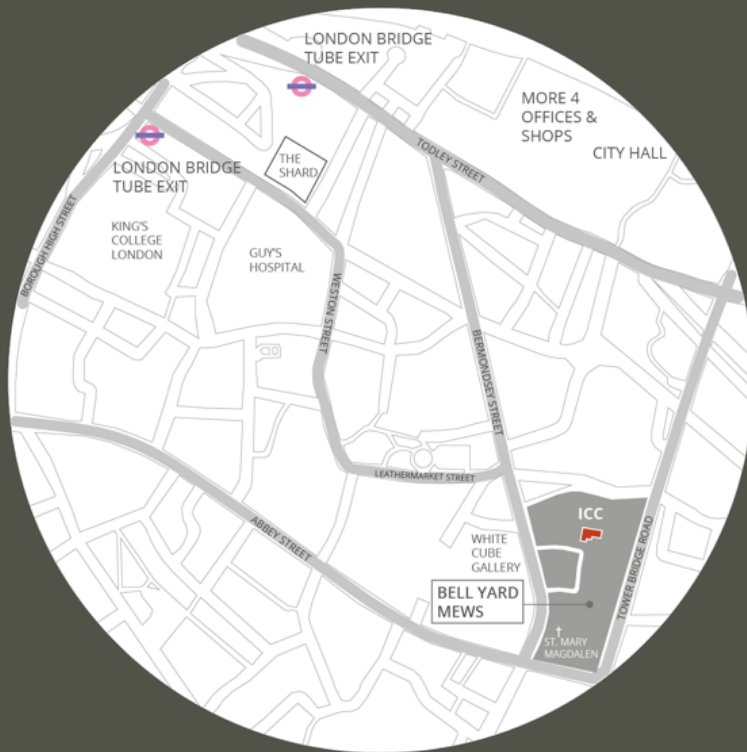 LONDON BRIDGE
TUBE EXIT
MORE 4
OFFICES &
SHOPS
CITY HALL
TODLEY STREET
THE
SHARD
LONDON BRIDGE
TUBE EXIT
BOROUGH HIGH STREET
KING'S
COLLEGE
LONDON
GUY'S
HOSPITAL
WESTON STREET
BERMONDSEY STREET
LEATHERMARKET STREET
ABBEY STREET
WHITE
CUBE
GALLERY
ICC
TOWER BRIDGE ROAD
BELL YARD
MEWS
ST. MARY
MAGDALEN